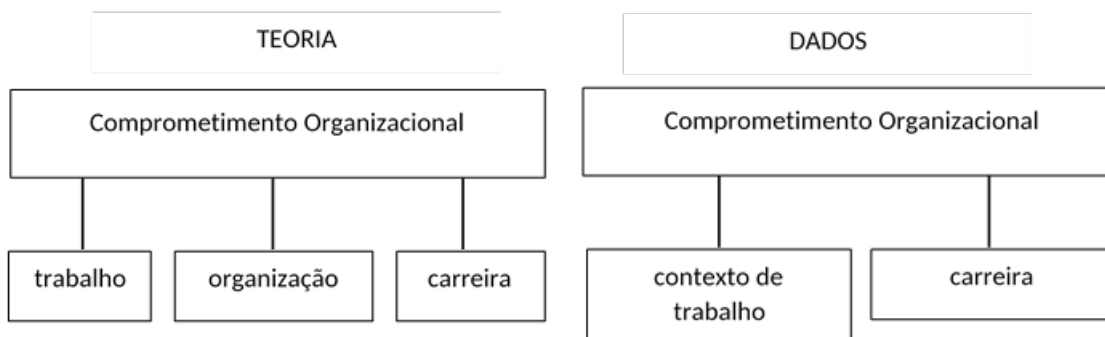 TEORIA
Comprometimento Organizacional
trabalho
organização
carreira
DADOS
Comprometimento Organizacional
contexto de
trabalho
carreira